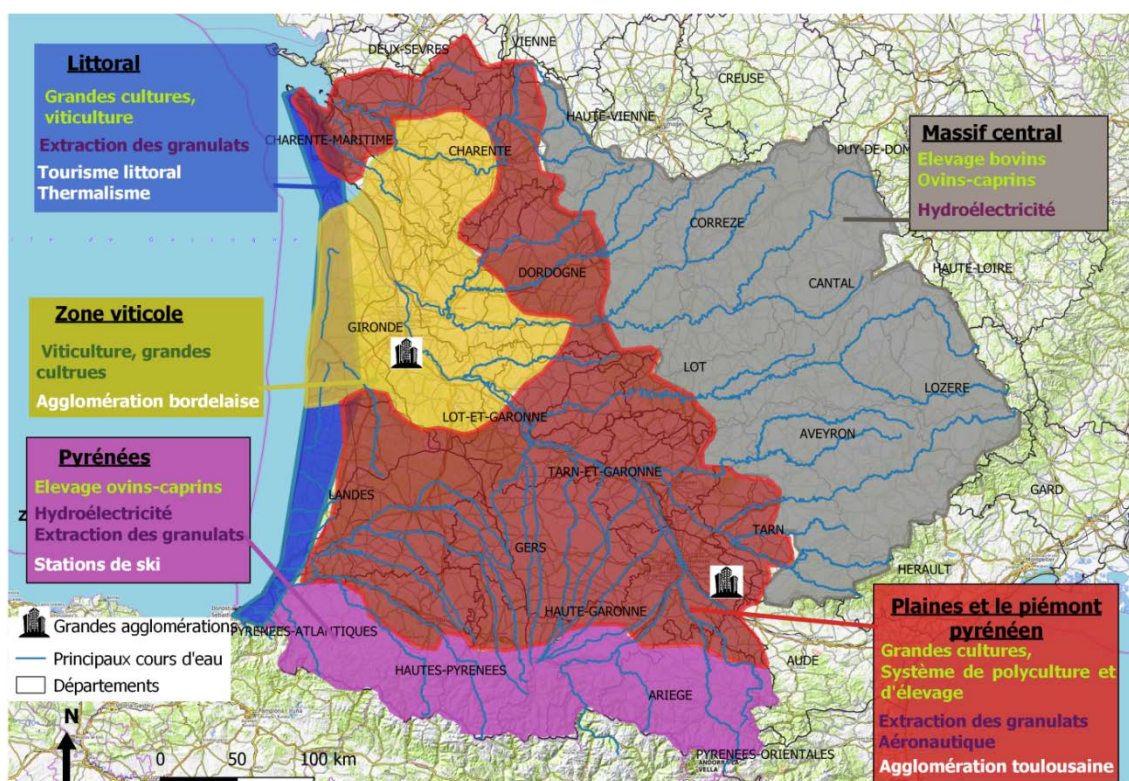 DEUX-SEVRES
VIENNE
CREUSE
HAUTE-VIENNE
PUY-DE-DOM
CHARENTE-MARITIME
CHARENTE
CORREZE
DORDOGNE
CANTAL
HAUTE-LOIRE
GIRONDE
LOT
LOZERE
LOT-ET-GARONNE
AVEYRON
TARN-ET-GARONNE
GARD
LANDES
TARN
GERS
HERAULT
HAUTE-GARONNE
PYRENEES-ATLANTIQUES
HAUTES-PYRENEES
AUDE
ARIEGE
PYRENEES-ORIENTALES
ANDORRA LA
VELLA
Littoral
Grandes cultures,
viticulture
Extraction des granulats
Tourisme littoral
Thermalisme
Massif central
Elevage bovins
Ovins-caprins
Hydroélectricité
Zone viticole
Viticulture, grandes
cultrues
Agglomération bordelaise
Pyrénées
Elevage ovins-caprins
Hydroélectricité
Extraction des granulats
Stations de ski
Plaines et le piémont
pyrénéen
Grandes cultures,
Système de polyculture et
d'élevage
Extraction des granulats
Aéronautique
Agglomération toulousaine
Grandes agglomérations
Principaux cours d'eau
Départements
N
0 50 100 km